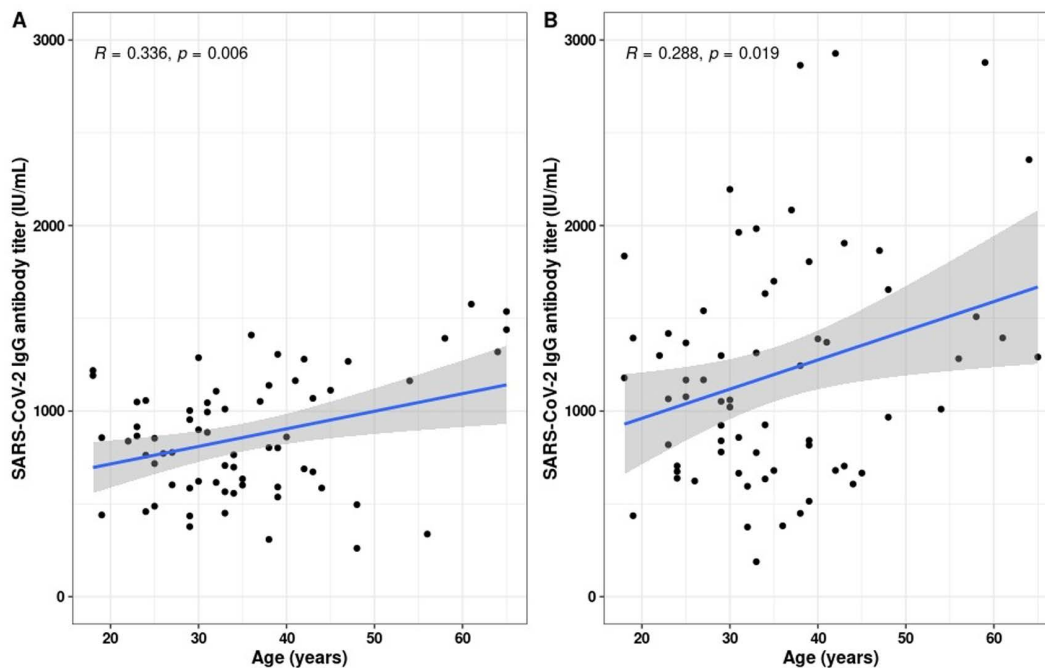 A
R = 0.336, p = 0.006
SARS-CoV-2 IgG antibody titer (IU/mL)
3000
2000
1000
0
20 30 40 50 60
Age (years)
B
R = 0.288, p = 0.019
SARS-CoV-2 IgG antibody titer (IU/mL)
3000
2000
1000
0
20 30 40 50 60
Age (years)